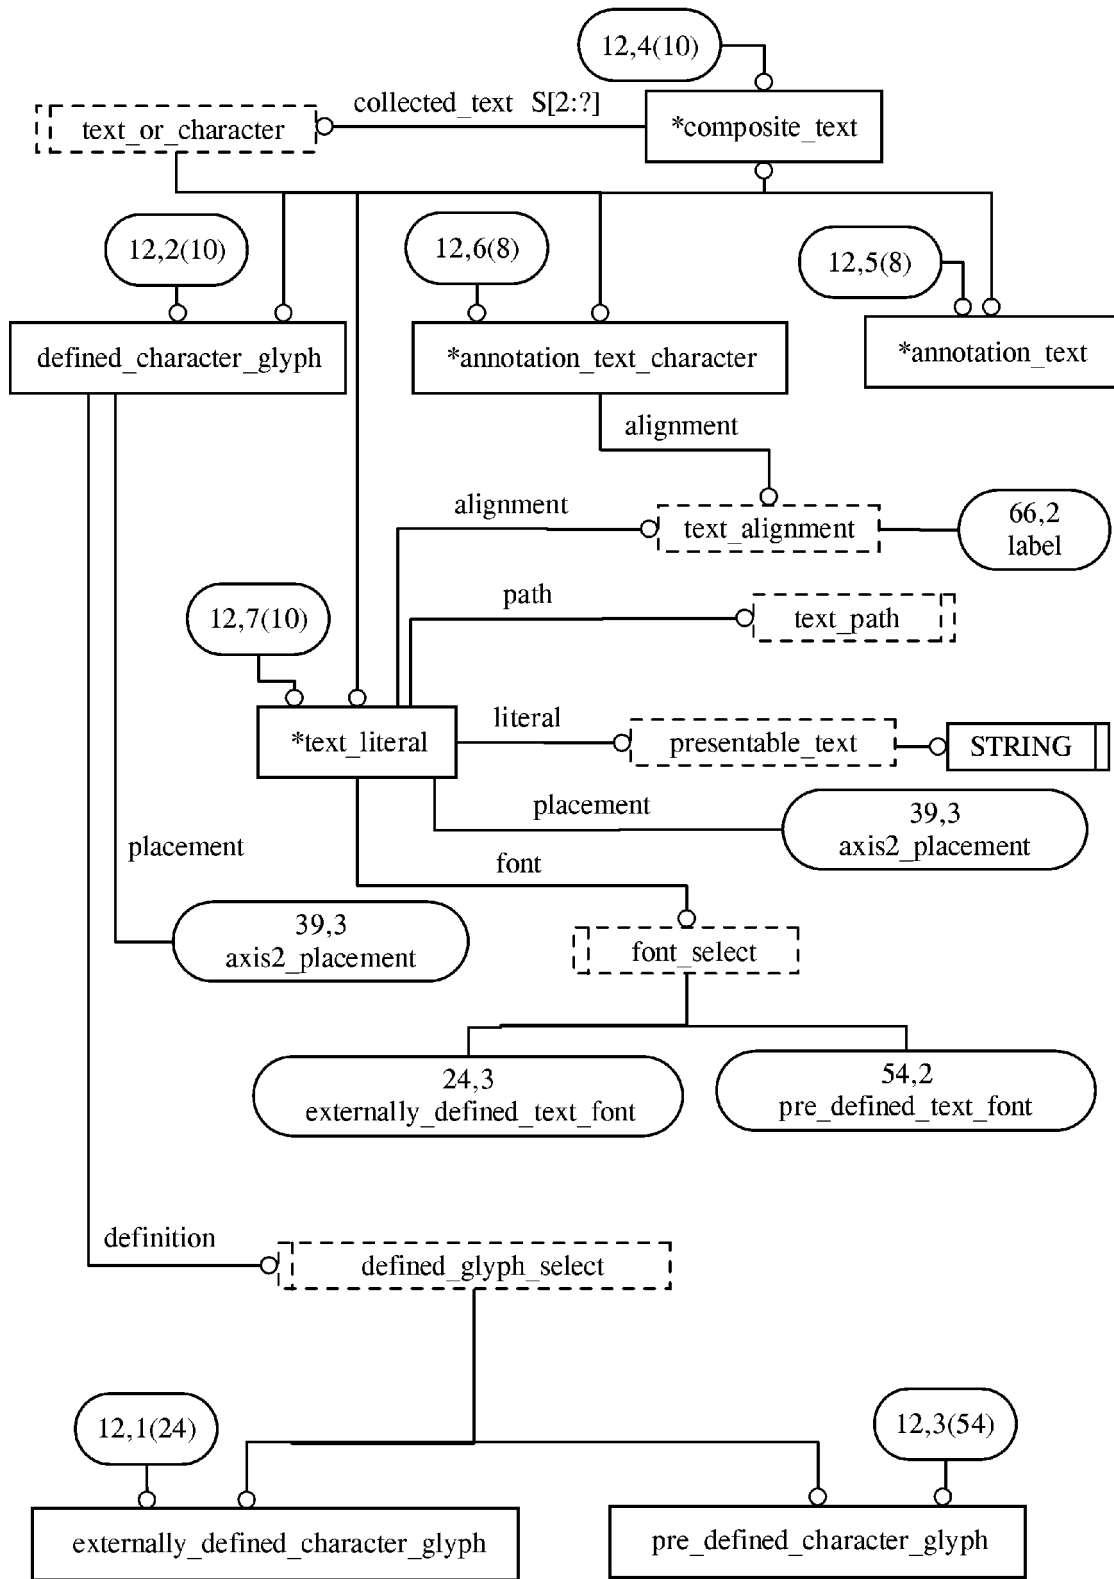 12,4(10)
collected_text S[2:?]
text_or_character
*composite_text
12,2(10)
12,6(8)
12,5(8)
defined_character_glyph
*annotation_text_character
*annotation_text
alignment
alignment
text_alignment
66,2
label
path
12,7(10)
text_path
literal
*text_literal
presentable_text
STRING
placement
39,3
axis2_placement
placement
font
39,3
axis2_placement
font_select
24,3
externally_defined_text_font
54,2
pre_defined_text_font
definition
defined_glyph_select
12,1(24)
12,3(54)
externally_defined_character_glyph
pre_defined_character_glyph